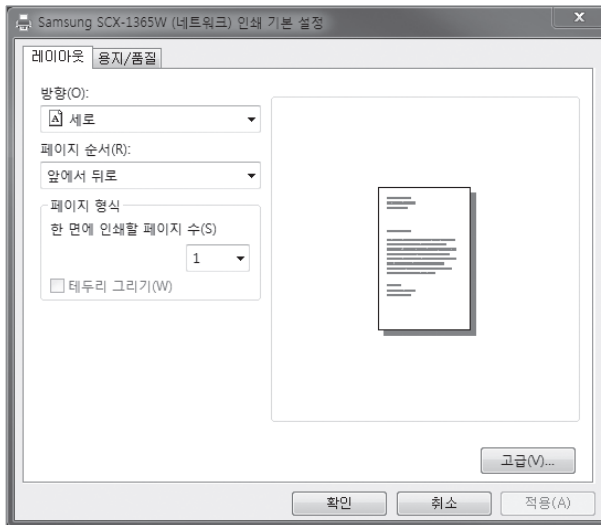 Samsung SCX-1365W (네트워크) 인쇄 기본 설정
x
레이아웃 용지/품질
방향(O):
A 세로
페이지 순서(R):
앞에서 뒤로
페이지 형식
한 면에 인쇄할 페이지 수(S)
1
테두리 그리기(W)
고급(V)...
확인 취소 적용(A)